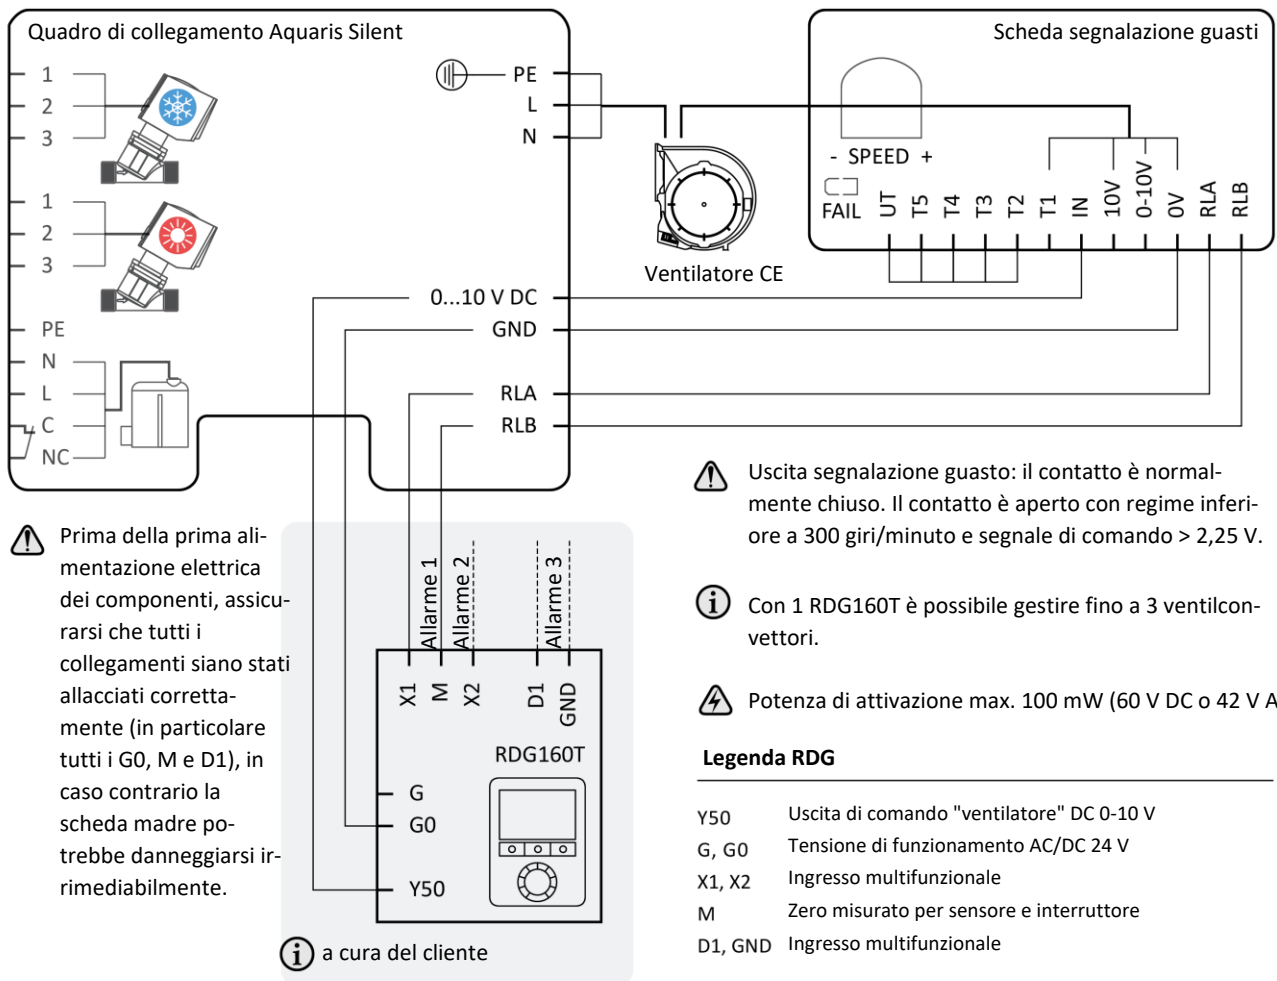 Quadro di collegamento Aquaris Silent
1
2
3
1
2
3
PE
N
L
C
NC
PE
L
N
0...10 V DC
GND
RLA
RLB
Ventilatore CE
Scheda segnalazione guasti
- SPEED +
FAIL
UT
T5
T4
T3
T2
T1
IN
10V
0-10V
0V
RLA
RLB
Prima della prima ali-
mentazione elettrica
dei componenti, assicu-
rarsi che tutti i
collegamenti siano stati
allacciati corretta-
mente (in particolare
tutti i G0, M e D1), in
caso contrario la
scheda madre po-
trebbe danneggiarsi ir-
rimediabilmente.
Allarme 1
Allarme 2
Allarme 3
X1
M
X2
D1
GND
RDG160T
G
G0
Y50
a cura del cliente
Uscita segnalazione guasto: il contatto è normal-
mente chiuso. Il contatto è aperto con regime inferi-
ore a 300 giri/minuto e segnale di comando > 2,25 V.
Con 1 RDG160T è possibile gestire fino a 3 ventilcon-
vettori.
Potenza di attivazione max. 100 mW (60 V DC o 42 V A
Legenda RDG
Y50 Uscita di comando "ventilatore" DC 0-10 V
G, G0 Tensione di funzionamento AC/DC 24 V
X1, X2 Ingresso multifunzionale
M Zero misurato per sensore e interruttore
D1, GND Ingresso multifunzionale